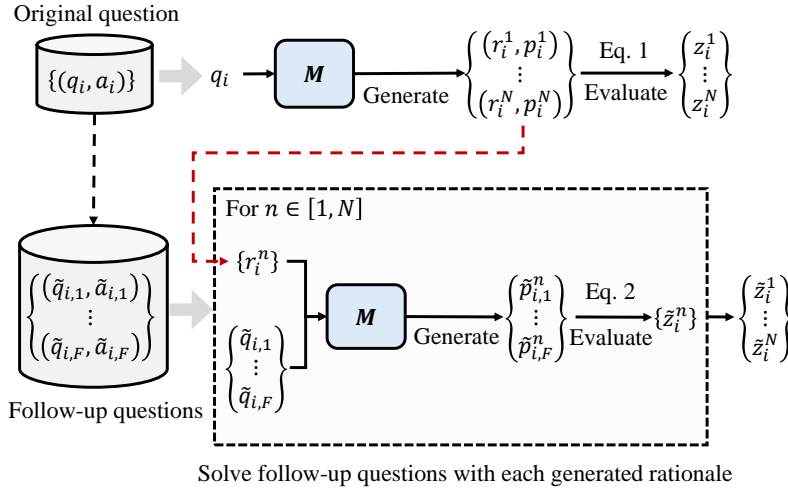 Original question
{(q_i, a_i)}
q_i
M
Generate
(r_i^1, p_i^1)
⋮
(r_i^N, p_i^N)
Eq. 1
Evaluate
z_i^1
⋮
z_i^N
For n ∈ [1, N]
{r_i^n}
(q̃_{i,1}, ã_{i,1})
⋮
(q̃_{i,F}, ã_{i,F})
Follow-up questions
q̃_{i,1}
⋮
q̃_{i,F}
M
Generate
p̃_{i,1}^n
⋮
p̃_{i,F}^n
Eq. 2
Evaluate
{z̃_i^n}
z̃_i^1
⋮
z̃_i^N
Solve follow-up questions with each generated rationale